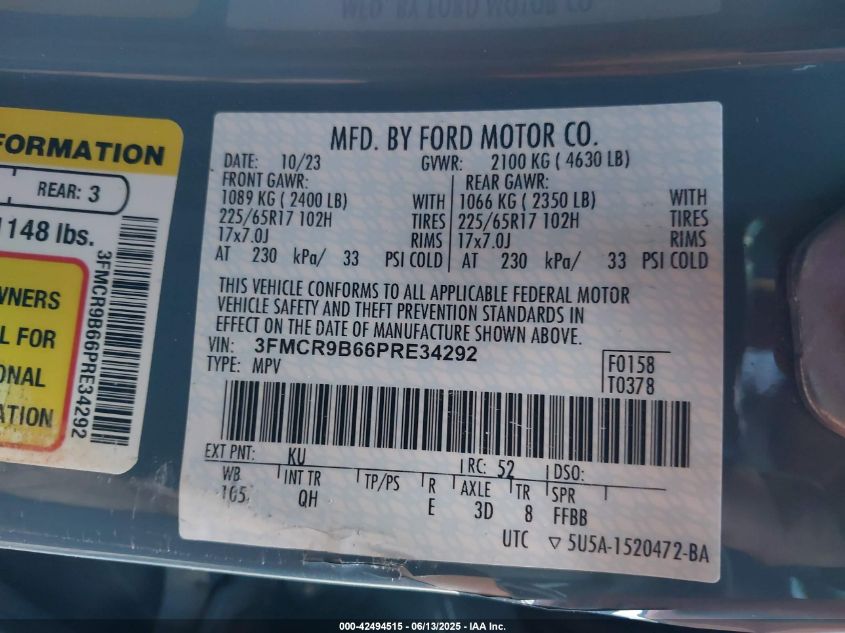 MFD. BY FORD MOTOR CO.
FORMATION
REAR: 3
1148 lbs.
3FMCR9B66PRE34292
OWNERS
FOR
ONAL
ATION
MFD. BY FORD MOTOR CO.
DATE: 10/23 GVWR: 2100 KG ( 4630 LB)
FRONT GAWR: REAR GAWR:
1089 KG ( 2400 LB) WITH 1066 KG ( 2350 LB) WITH
225/65R17 102H TIRES 225/65R17 102H TIRES
17x7.0J RIMS 17x7.0J RIMS
AT 230 kPa/ 33 PSI COLD AT 230 kPa/ 33 PSI COLD
THIS VEHICLE CONFORMS TO ALL APPLICABLE FEDERAL MOTOR
VEHICLE SAFETY AND THEFT PREVENTION STANDARDS IN
EFFECT ON THE DATE OF MANUFACTURE SHOWN ABOVE.
VIN: 3FMCR9B66PRE34292
TYPE: MPV
F0158
T0378
EXT PNT: KU RC: 52 DSO:
WB INT TR TP/PS R AXLE TR SPR
105 QH E 3D 8 FFBB
UTC ▽ 5U5A-1520472-BA
000-42494515 - 06/13/2025 - IAA Inc.